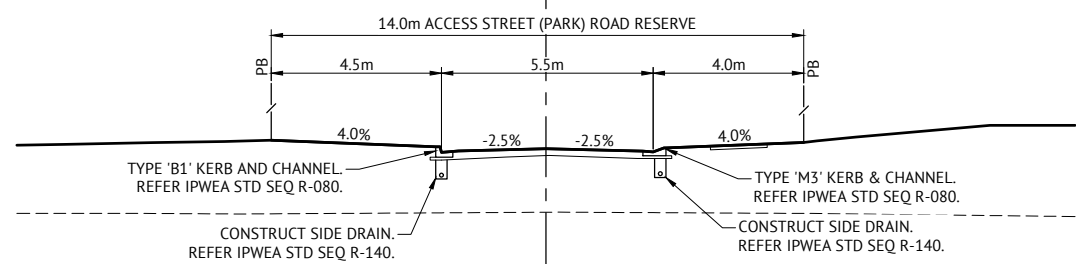 14.0m ACCESS STREET (PARK) ROAD RESERVE
PB
4.5m
5.5m
4.0m
PB
4.0%
-2.5%
-2.5%
4.0%
TYPE 'B1' KERB AND CHANNEL.
REFER IPWEA STD SEQ R-080.
TYPE 'M3' KERB & CHANNEL.
REFER IPWEA STD SEQ R-080.
CONSTRUCT SIDE DRAIN.
REFER IPWEA STD SEQ R-140.
CONSTRUCT SIDE DRAIN.
REFER IPWEA STD SEQ R-140.